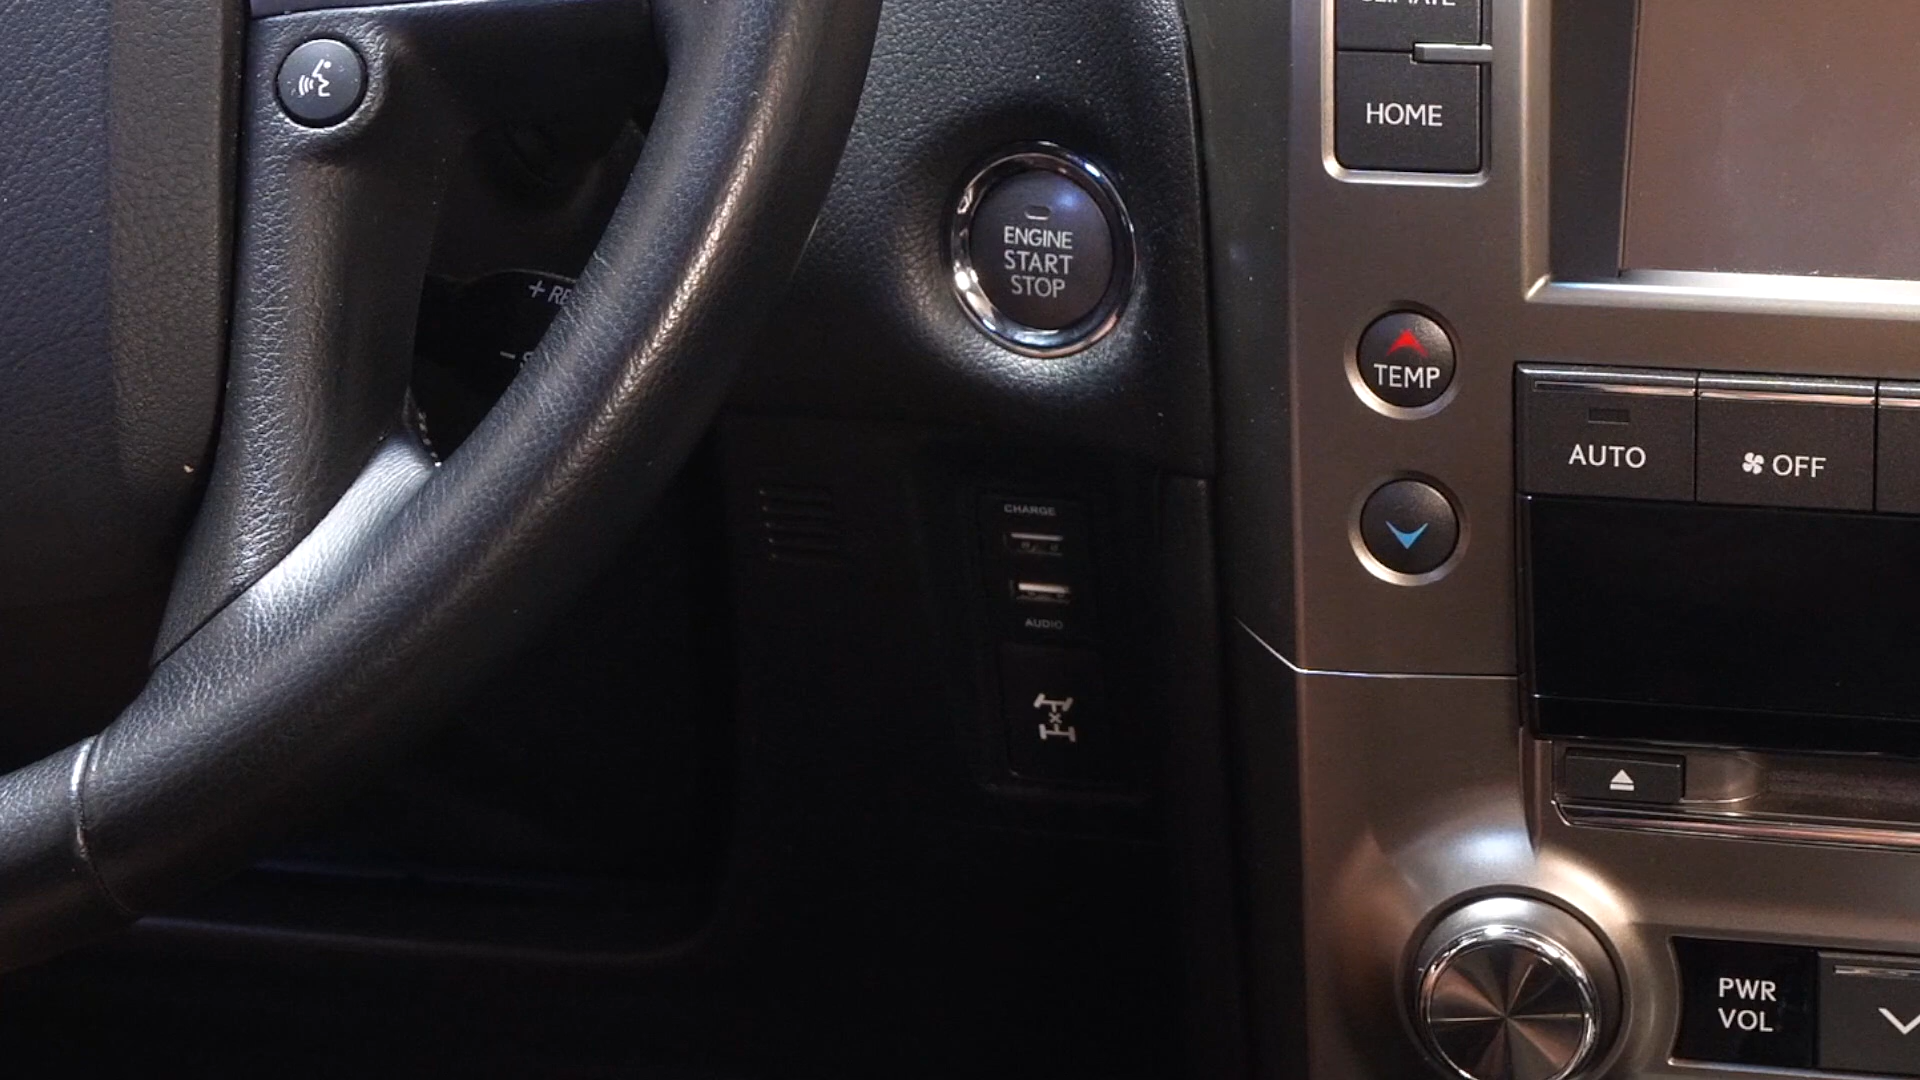 HOME
ENGINE
START
STOP
TEMP
AUTO
OFF
CHARGE
AUDIO
PWR
VOL